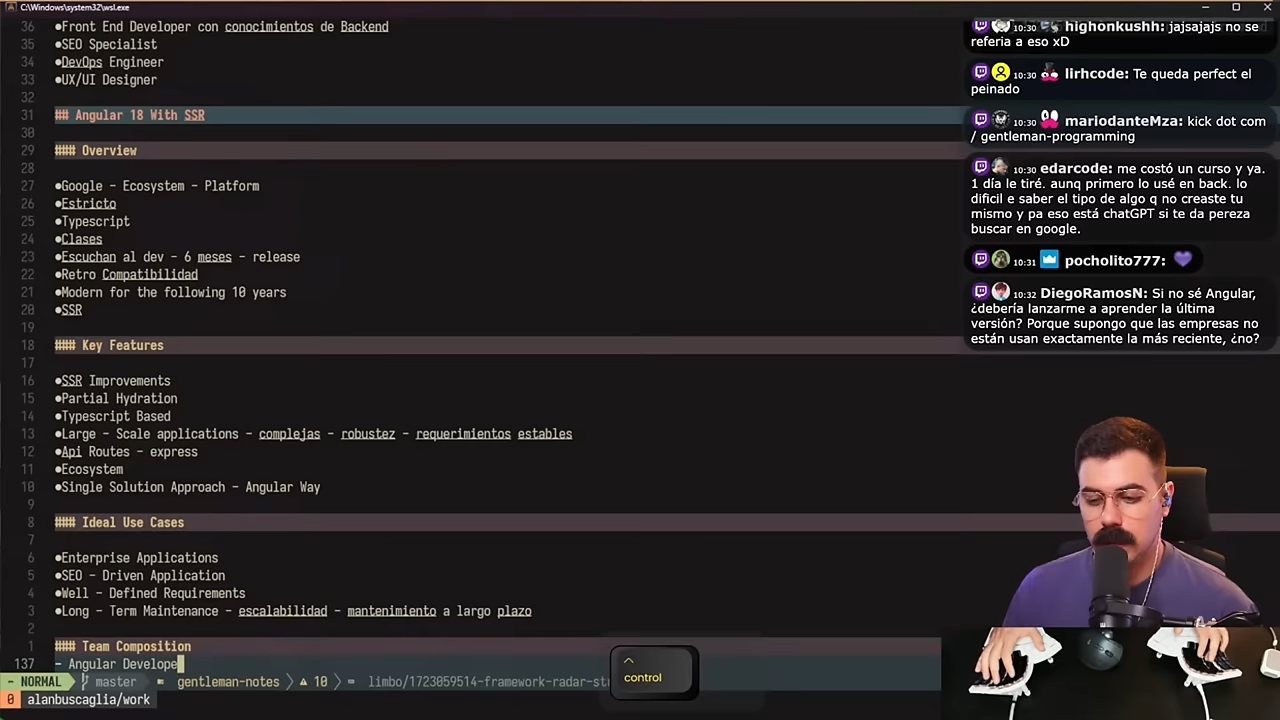 C:\Windows\system32\wsl.exe
36 •Front End Developer con conocimientos de Backend
35 •SEO Specialist
34 •DevOps Engineer
33 •UX/UI Designer
32
31 ## Angular 18 With SSR
30
29 ### Overview
28
27 •Google - Ecosystem - Platform
26 •Estricto
25 •Typescript
24 •Clases
23 •Escuchan al dev - 6 meses - release
22 •Retro Compatibilidad
21 •Modern for the following 10 years
20 •SSR
19
18 ### Key Features
17
16 •SSR Improvements
15 •Partial Hydration
14 •Typescript Based
13 •Large - Scale applications - complejas - robustez - requerimientos estables
12 •Api Routes - express
11 •Ecosystem
10 •Single Solution Approach - Angular Way
9
8 ### Ideal Use Cases
7
6 •Enterprise Applications
5 •SEO - Driven Application
4 •Well - Defined Requirements
3 •Long - Term Maintenance - escalabilidad - mantenimiento a largo plazo
2
1 ### Team Composition
137 - Angular Develope
- NORMAL master gentleman-notes 10 limbo/1723059514-framework-radar-st
0 alanbuscaglia/work
^
control
10:30 highonkushh: jajsajajs no se
referia a eso xD
10:30 lirhcode: Te queda perfect el
peinado
10:30 mariodanteMza: kick dot com
/ gentleman-programming
10:30 edarcode: me costó un curso y ya.
1 día le tiré. aunq primero lo usé en back. lo
dificil e saber el tipo de algo q no creaste tu
mismo y pa eso está chatGPT si te da pereza
buscar en google.
10:31 pocholito777: 💜
10:32 DiegoRamosN: Si no sé Angular,
¿debería lanzarme a aprender la última
versión? Porque supongo que las empresas no
están usan exactamente la más reciente, ¿no?